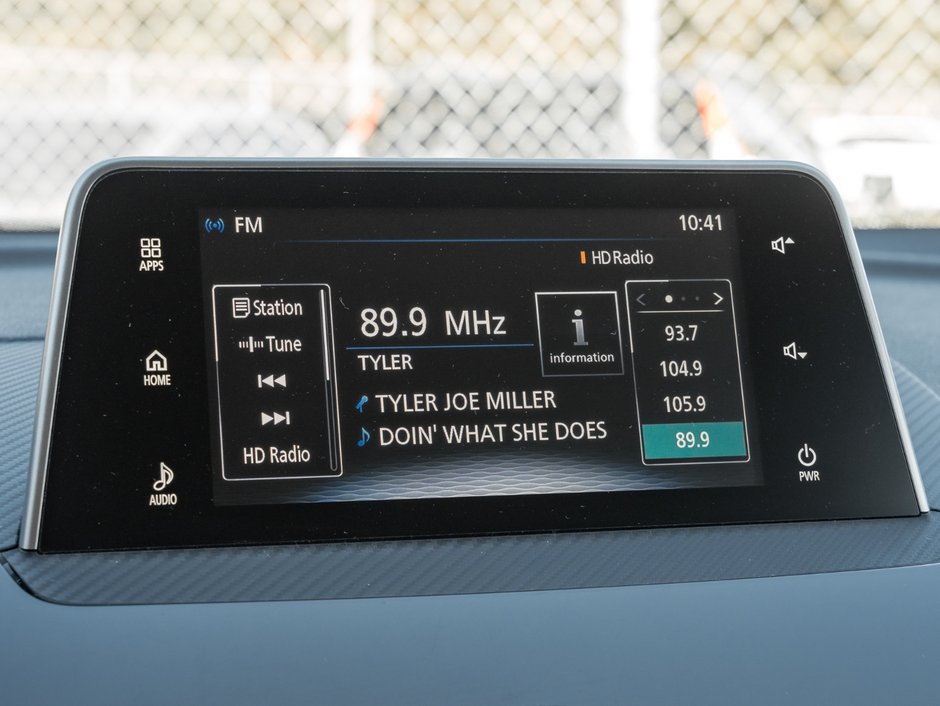 FM
10:41
HD Radio
APPS
HOME
AUDIO
Station
Tune
HD Radio
89.9 MHz
TYLER
TYLER JOE MILLER
DOIN' WHAT SHE DOES
i
information
93.7
104.9
105.9
89.9
PWR